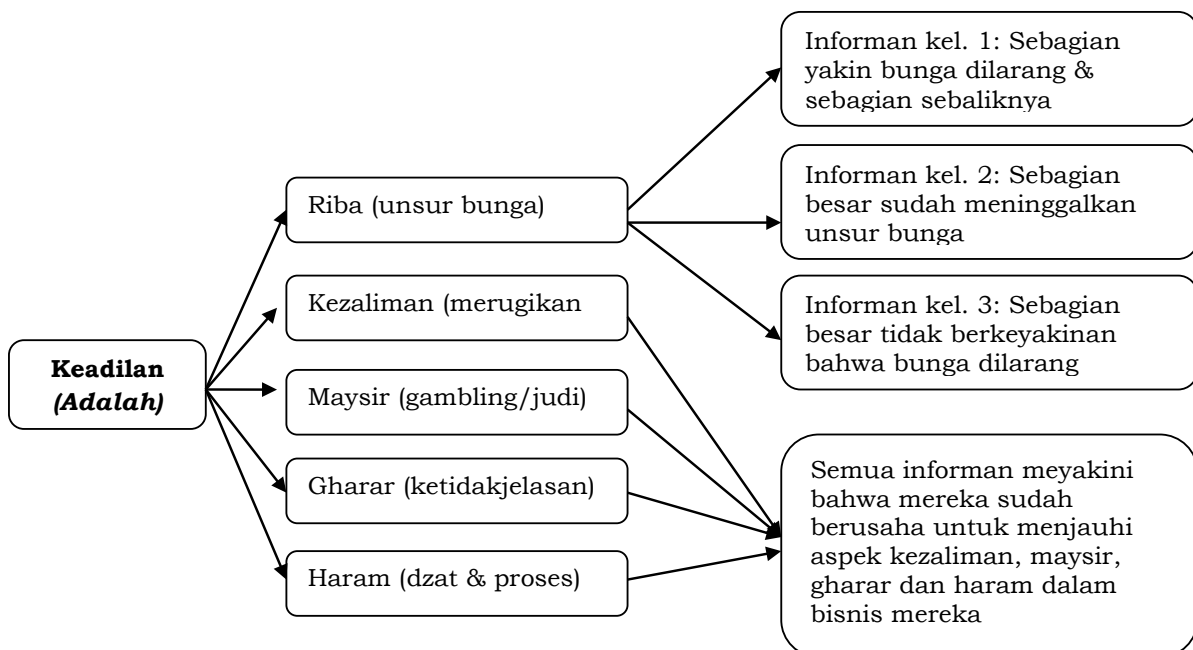 Keadilan
(Adalah)
Riba (unsur bunga)
Kezaliman (merugikan
Maysir (gambling/judi)
Gharar (ketidakjelasan)
Haram (dzat & proses)
Informan kel. 1: Sebagian
yakin bunga dilarang &
sebagian sebaliknya
Informan kel. 2: Sebagian
besar sudah meninggalkan
unsur bunga
Informan kel. 3: Sebagian
besar tidak berkeyakinan
bahwa bunga dilarang
Semua informan meyakini
bahwa mereka sudah
berusaha untuk menjauhi
aspek kezaliman, maysir,
gharar dan haram dalam
bisnis mereka